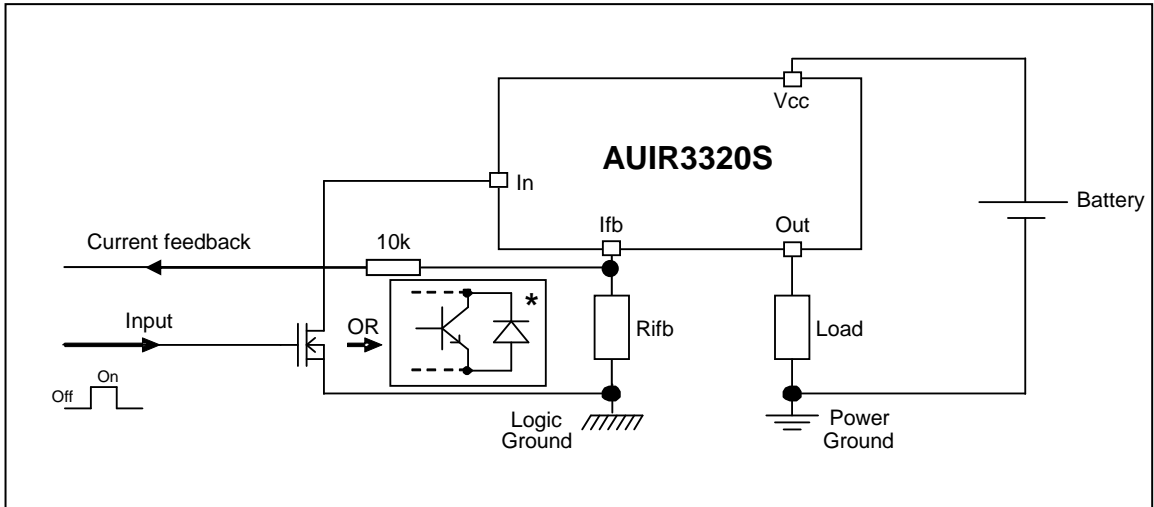 Vcc
AUIR3320S
In
Battery
Ifb
Out
Current feedback
10k
*
Input
OR
Rifb
Load
On
Off
Logic
Ground
Power
Ground